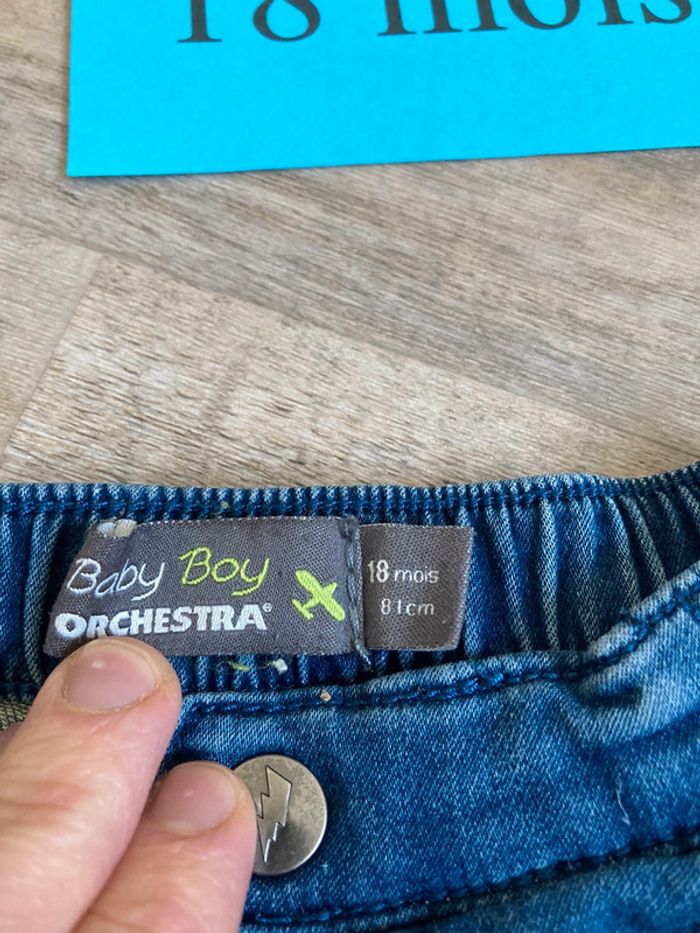 18 mois
Baby Boy
ORCHESTRA®
18 mois
81cm